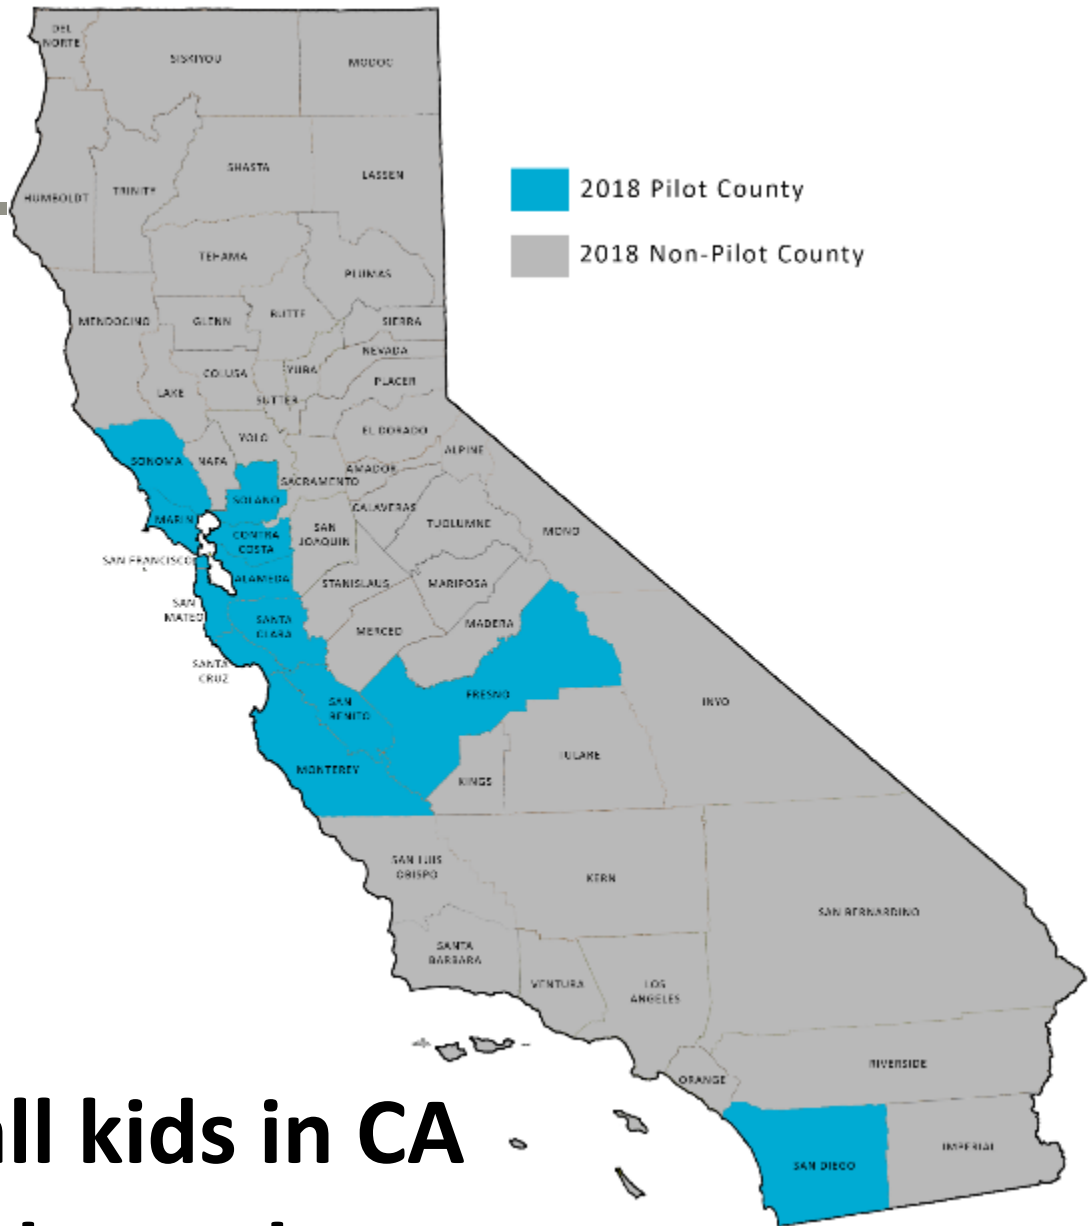 DEL
NORTE
SISKIYOU
MODOC
HUMBOLDT
TRINITY
SHASTA
LASSEN
2018 Pilot County
2018 Non-Pilot County
TEHAMA
PLUMAS
MENDOCINO
GLENN
BUTTE
SIERRA
NEVADA
COLUSA
YUBA
PLACER
LAKE
SUTTER
EL DORADO
YOLO
ALPINE
SONOMA
NAPA
AMADOR
SACRAMENTO
SOLANO
CALAVERAS
MARIN
CONTRA
COSTA
SAN
JOAQUIN
TUOLUMNE
MONO
SAN FRANCISCO
ALAMEDA
STANISLAUS
MARIPOSA
SAN
MATEO
SANTA
CLARA
MERCED
MADERA
SANTA
CRUZ
SAN
BENITO
FRESNO
INYO
MONTEREY
KINGS
TULARE
SAN LUIS
OBISPO
KERN
SAN BERNARDINO
SANTA
BARBARA
VENTURA
LOS
ANGELES
RIVERSIDE
ORANGE
all kids in CA
SAN DIEGO
IMPERIAL